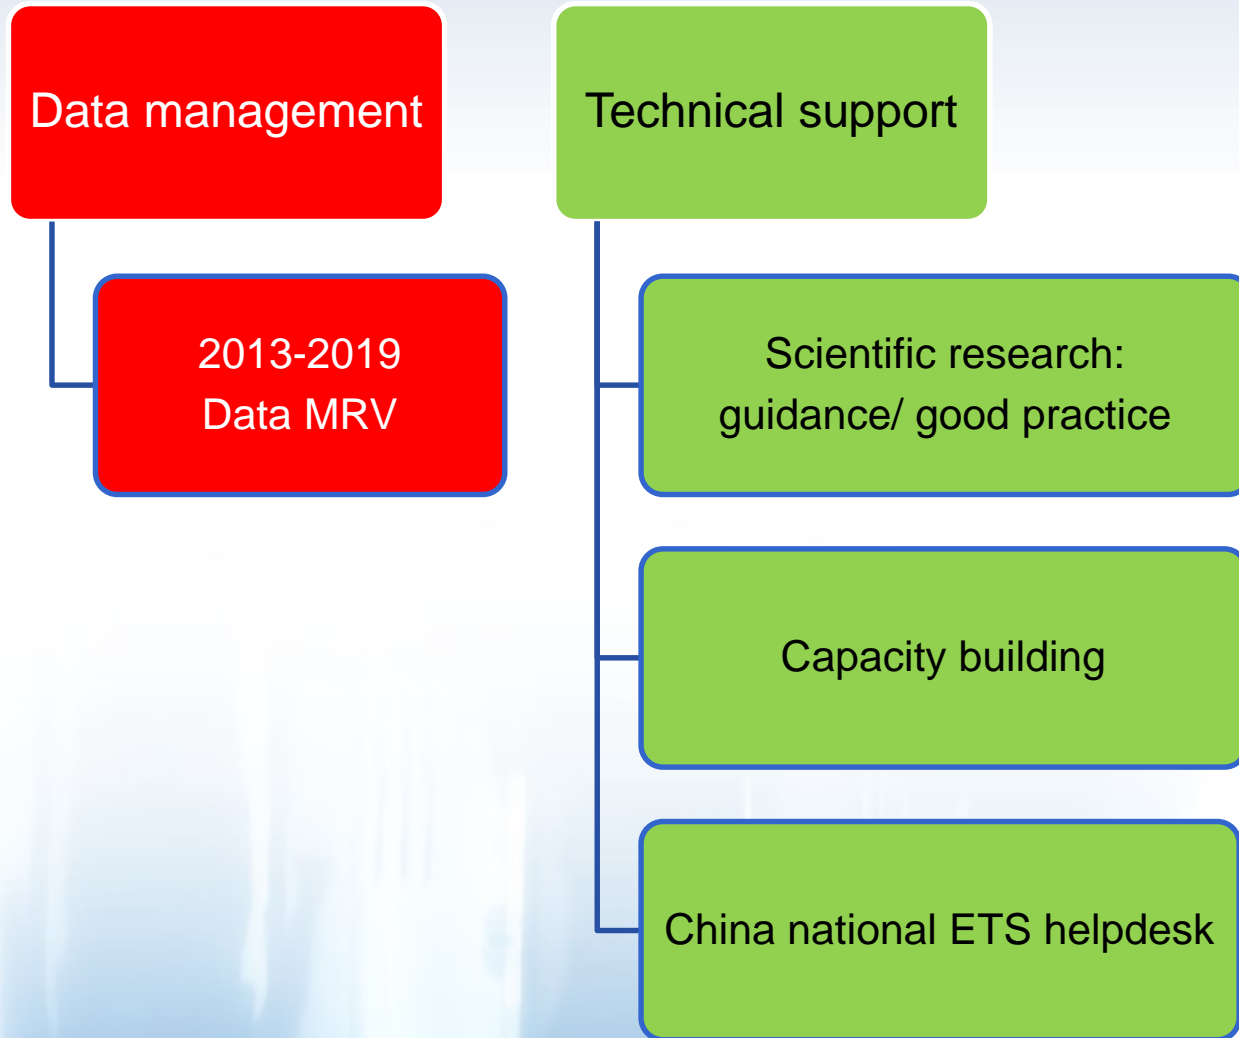 Data management
2013-2019
Data MRV
Technical support
Scientific research:
guidance/ good practice
Capacity building
China national ETS helpdesk